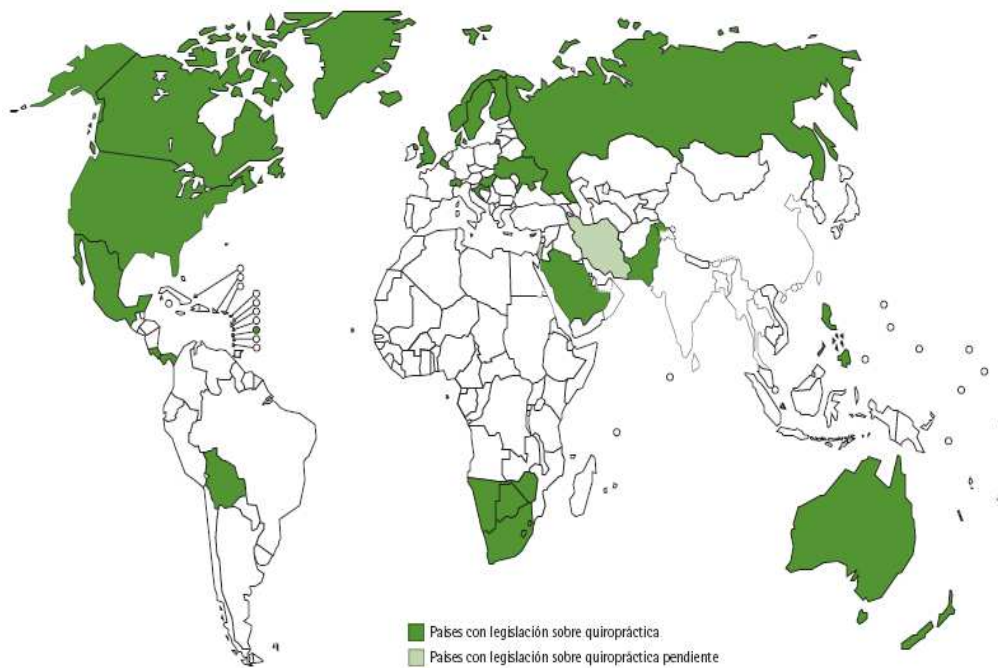 Países con legislación sobre quiropráctica
Países con legislación sobre quiropráctica pendiente